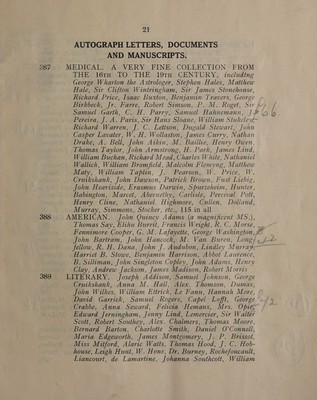 21
AUTOGRAPH LETTERS, DOCUMENTS
AND MANUSCRIPTS.
387 MEDICAL. A VERY FINE COLLECTION FROM
THE 16TH TO THE 19TH CENTURY, including
George Wharton the Astrologer, Stephen Hales, Matthew
Hale, Sir Clifton Wintringham, Sir James Stonehouse,
Richard Price, Isaac Buxton, Benjamin Travers, George
Birkbeck, Jr. Farre, Robert Simson, P. M. Roget, Sir
Samuel Garth, C. H. Parry, Samuel Hahnemann, J.
Pereira, J. A. Paris, Sir Hans Sloane, William Stukeley
Richard Warren, J. C. Lettsom, Dugald Stewart, John
Casper Lavater, W. H. Wollaston, James Curry, Nathan
Drake, A. Bell, John Aikin, M. Baillie, Henry Owen,
Thomas Taylor, John Armstrong, H. Park, James Lind,
William Buchan, Richard Mead, Charles White, Nathaniel
Wallich, William Bromfield, Malcolm Fleming, Matthew
Maty, William Taplin, J. Pearson, W. Price, W.
Cruikshank, John Dawson, Patrick Brown, Just Liebig,
John Huariside, Erasmus Darwin, Spurzeheim, Hunter,
Babington, Marcet, Abernethy, Carlisle, Percival Pott,
Henry Cline, Nathaniel Highmore, Cullen, Dolland,
Murray, Simmons, Stocker, etc., 115 in all
388 AMERICAN. John Quincy Adams (a magnificent MS.),
Thomas Say, Elihu Burrit, Francis Wright, R. C. Morse,
Fennimore Cooper, G. M. Lafayette, George Washington,
John Bartram, John Hancock, M. Van Buren, Long-
fellow, R. H. Dana, John J. Audubon, Lindley Murray,
Harriet B. Stowe, Benjamin Harrison, Abbot Laurence,
B. Silliman, John Singleton Copley, John Adams, Henry
Clay, Andrew Jackson, James Madison, Robert Morris
389 LITERARY. Joseph Addison, Samuel Johnson, George
Cruikshank, Anna M. Hall, Alex. Thomson, Dumas,
John Wilkes, William Ettrick, Le Fanu, Hannah More,
David Garrick, Samuel Rogers, Capel Lofft, George
Crabbe, Anna Seward, Felicia Hemans, Mrs. Opie,
Edward Jerningham, Jenny Lind, Lemercier, Sir Walter
Scott, Robert Southey, Alex. Chalmers, Thomas Moore,
Bernard Barton, Charlotte Smith, Daniel O'Connell,
Maria Edgeworth, James Montgomery, J. P. Brissot,
Miss Mitford, Alaric Watts, Thomas Hood, J. C. Hob-
house, Leigh Hunt, W. Hone, Dr. Burney, Rochefoucault,
Liancourt, de Lamartine, Johanna Southcott, William